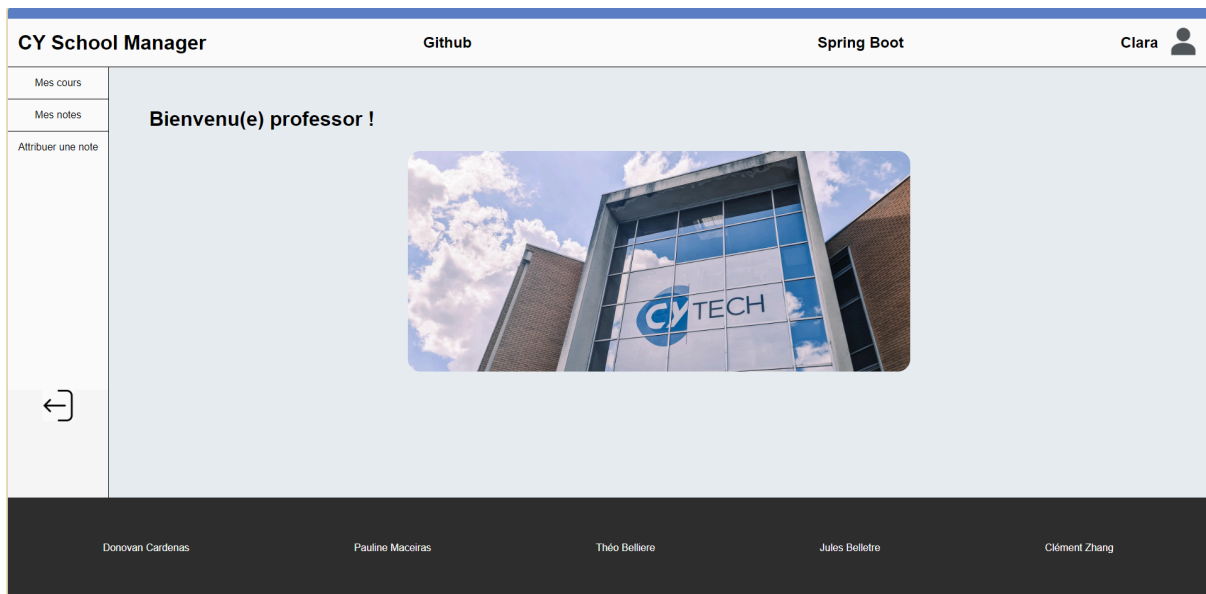 CY School Manager Github Spring Boot Clara
Mes cours
Mes notes
Attribuer une note
Bienvenu(e) professor !
CY TECH
Donovan Cardenas Pauline Maceiras Théo Belliere Jules Belletre Clément Zhang